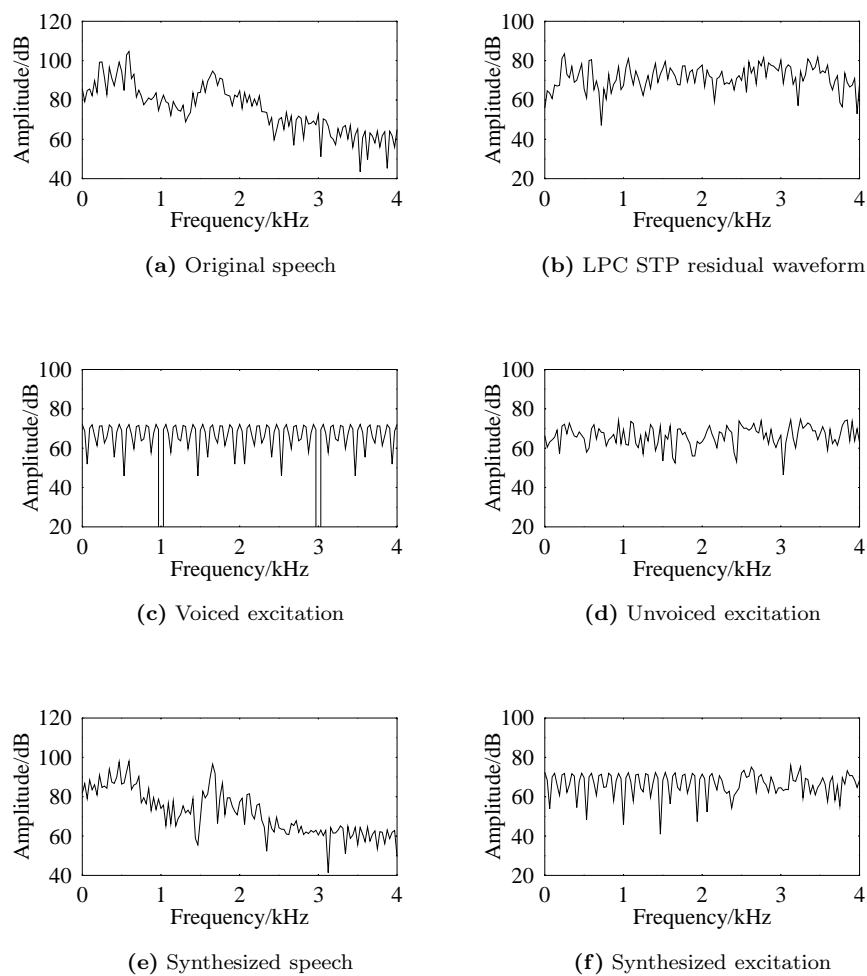 120
100
80
60
40
Amplitude/dB
0 1 2 3 4
Frequency/kHz
(a) Original speech
100
80
60
40
20
Amplitude/dB
0 1 2 3 4
Frequency/kHz
(b) LPC STP residual waveform
100
80
60
40
20
Amplitude/dB
0 1 2 3 4
Frequency/kHz
(c) Voiced excitation
100
80
60
40
20
Amplitude/dB
0 1 2 3 4
Frequency/kHz
(d) Unvoiced excitation
120
100
80
60
40
Amplitude/dB
0 1 2 3 4
Frequency/kHz
(e) Synthesized speech
100
80
60
40
20
Amplitude/dB
0 1 2 3 4
Frequency/kHz
(f) Synthesized excitation